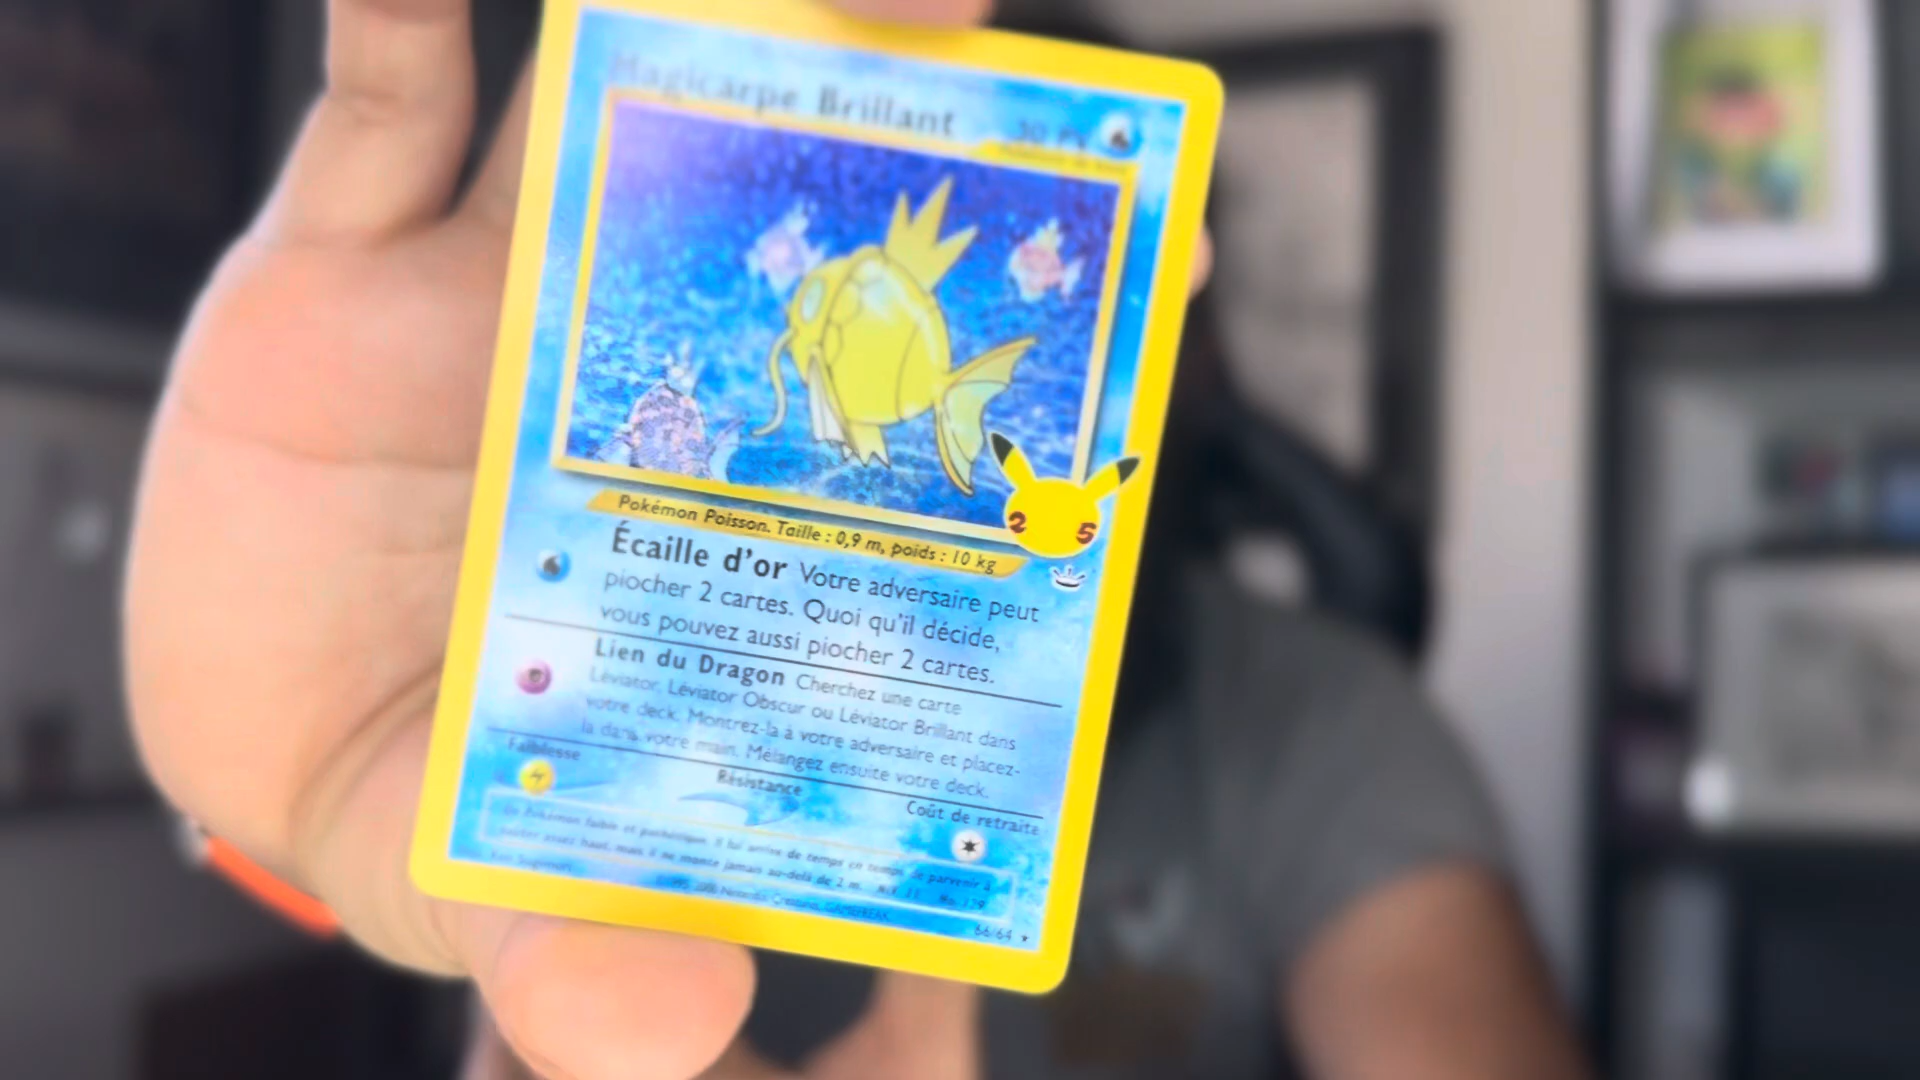 Magicarpe Brillant
30 PV
Pokémon Poisson. Taille : 0,9 m, poids : 10 kg
2 5
Écaille d'or Votre adversaire peut
piocher 2 cartes. Quoi qu'il décide,
vous pouvez aussi piocher 2 cartes.
Lien du Dragon Cherchez une carte
Léviator, Léviator Obscur ou Léviator Brillant dans
votre deck. Montrez-la à votre adversaire et placez-
la dans votre main. Mélangez ensuite votre deck.
Faiblesse
Résistance
Coût de retraite
Un Pokémon faible et pathétique. Il lui arrive de temps en temps de parvenir à
sauter assez haut, mais il ne monte jamais au-delà de 2 m.
No. 129
66/64